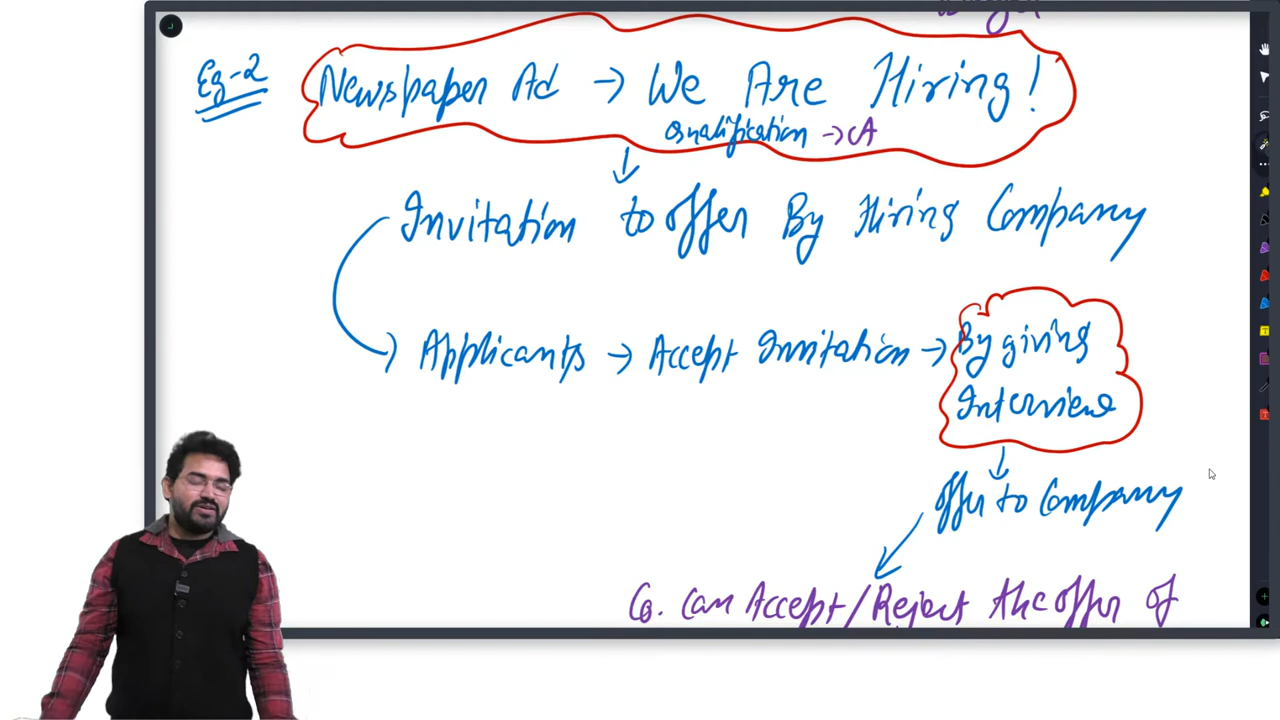 Eg-2 Newspaper Ad → We Are Hiring!
Qualification → CA
Invitation to offer By Hiring Company
Applicants → Accept Invitation → By giving
Interview
offer to Company
Co. Can Accept/Reject the offer of